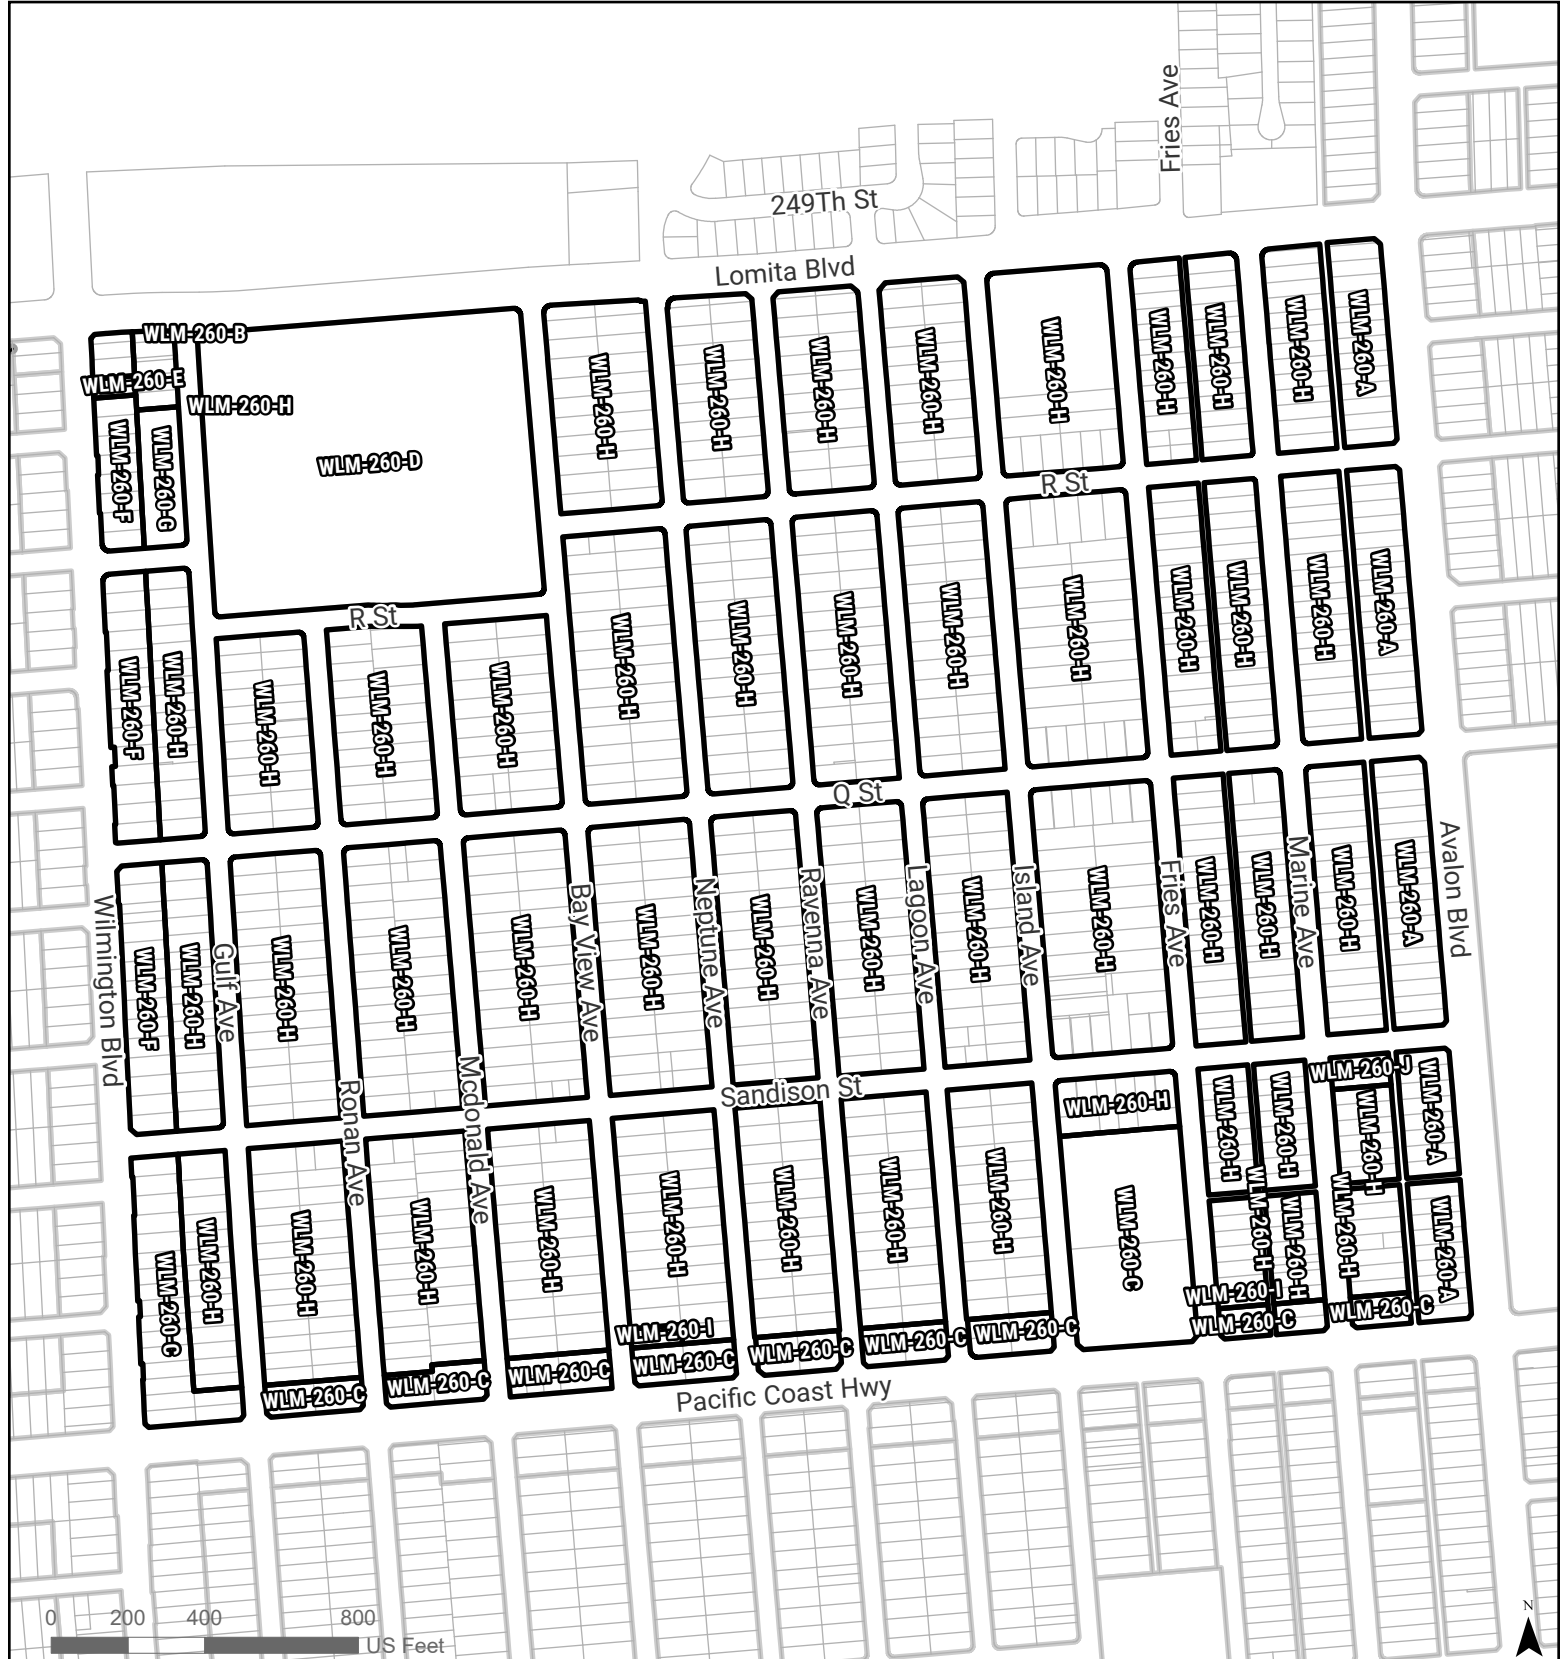 Fries Ave
249Th St
Lomita Blvd
WLM-260-B
WLM-260-E
WLM-260-H
WLM-260-F
WLM-260-G
WLM-260-D
WLM-260-H
WLM-260-H
WLM-260-H
WLM-260-H
WLM-260-H
WLM-260-H
WLM-260-H
WLM-260-H
WLM-260-A
R St
R St
WLM-260-F
WLM-260-H
WLM-260-H
WLM-260-H
WLM-260-H
WLM-260-H
WLM-260-H
WLM-260-H
WLM-260-H
WLM-260-H
WLM-260-H
WLM-260-H
WLM-260-H
WLM-260-A
Q St
Wilmington Blvd
WLM-260-F
WLM-260-H
Gulf Ave
WLM-260-H
WLM-260-H
WLM-260-H
Bay View Ave
WLM-260-H
Neptune Ave
WLM-260-H
Ravenna Ave
WLM-260-H
Lagoon Ave
WLM-260-H
Island Ave
WLM-260-H
Fries Ave
WLM-260-H
WLM-260-H
Marine Ave
WLM-260-H
WLM-260-A
Avalon Blvd
Ronan Ave
Mcdonald Ave
Sandison St
WLM-260-H
WLM-260-H
WLM-260-H
WLM-260-J
WLM-260-H
WLM-260-A
WLM-260-C
WLM-260-H
WLM-260-H
WLM-260-H
WLM-260-H
WLM-260-H
WLM-260-H
WLM-260-H
WLM-260-H
WLM-260-C
WLM-260-H
WLM-260-H
WLM-260-H
WLM-260-A
WLM-260-I
WLM-260-I
WLM-260-C
WLM-260-C
WLM-260-C
WLM-260-C
WLM-260-C
WLM-260-C
WLM-260-C
WLM-260-C
WLM-260-C
Pacific Coast Hwy
N
0 200 400 800
US Feet